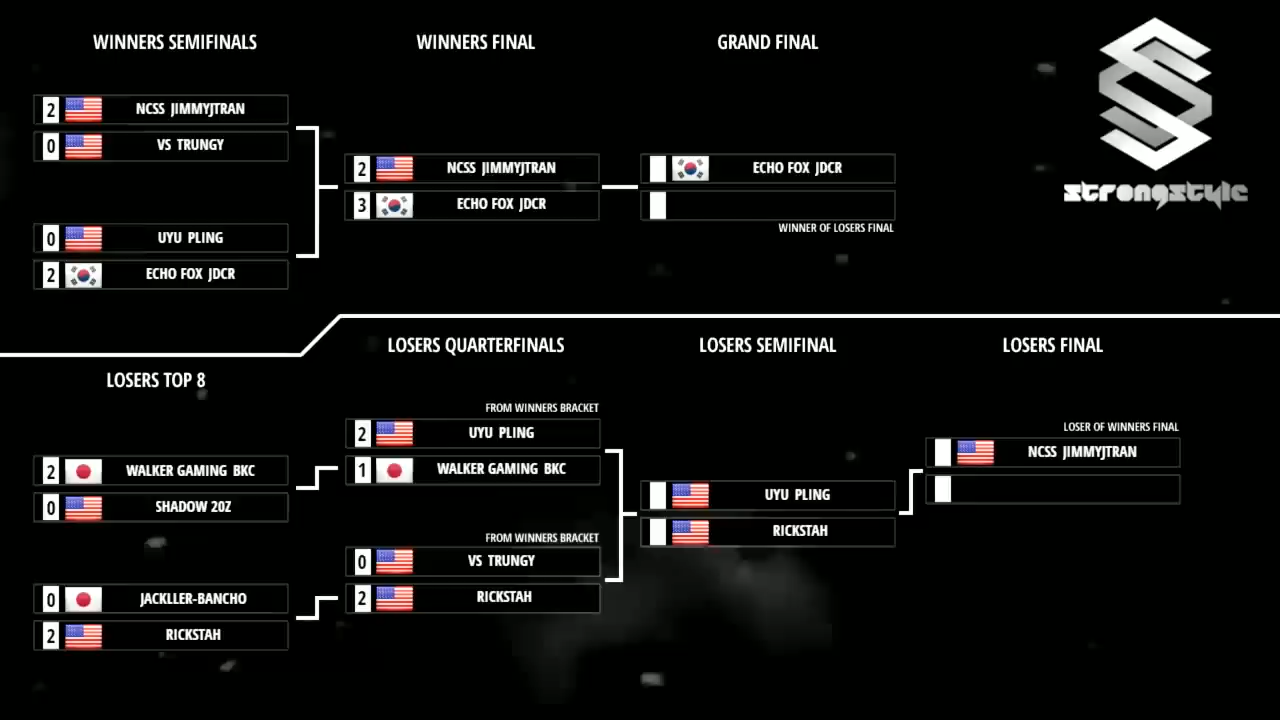 WINNERS SEMIFINALS
WINNERS FINAL
GRAND FINAL
2 NCSS JIMMYJTRAN
0 VS TRUNGY
0 UYU PLING
2 ECHO FOX JDCR
2 NCSS JIMMYJTRAN
3 ECHO FOX JDCR
ECHO FOX JDCR
WINNER OF LOSERS FINAL
STRONGSTYLE
LOSERS TOP 8
LOSERS QUARTERFINALS
LOSERS SEMIFINAL
LOSERS FINAL
2 WALKER GAMING BKC
0 SHADOW 20Z
0 JACKLLER-BANCHO
2 RICKSTAH
FROM WINNERS BRACKET
2 UYU PLING
1 WALKER GAMING BKC
FROM WINNERS BRACKET
0 VS TRUNGY
2 RICKSTAH
UYU PLING
RICKSTAH
LOSER OF WINNERS FINAL
NCSS JIMMYJTRAN